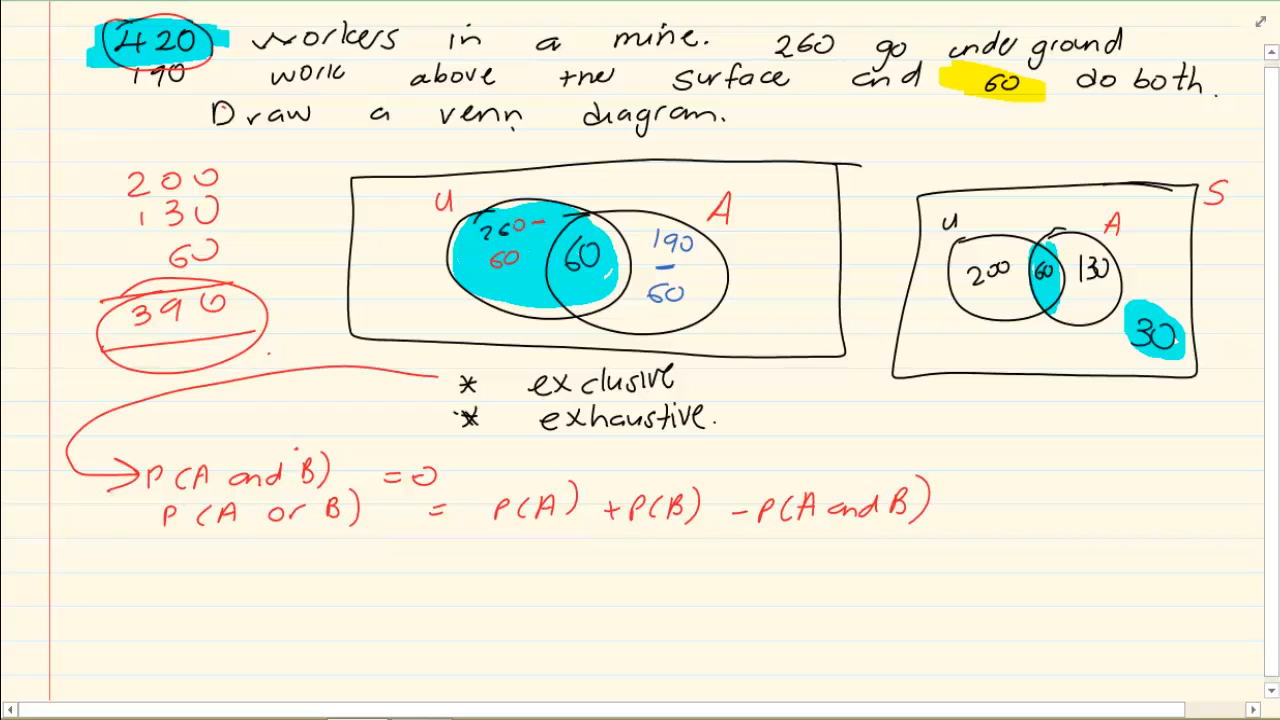 420 workers in a mine. 260 go underground
190 work above the surface and 60 do both.
Draw a venn diagram.
200
130
60
390
U
A
260 -
60
60
190
-
60
S
U
A
200
60
130
30
* exclusive
* exhaustive.
P(A and B) = 0
P(A or B) = P(A) + P(B) - P(A and B)